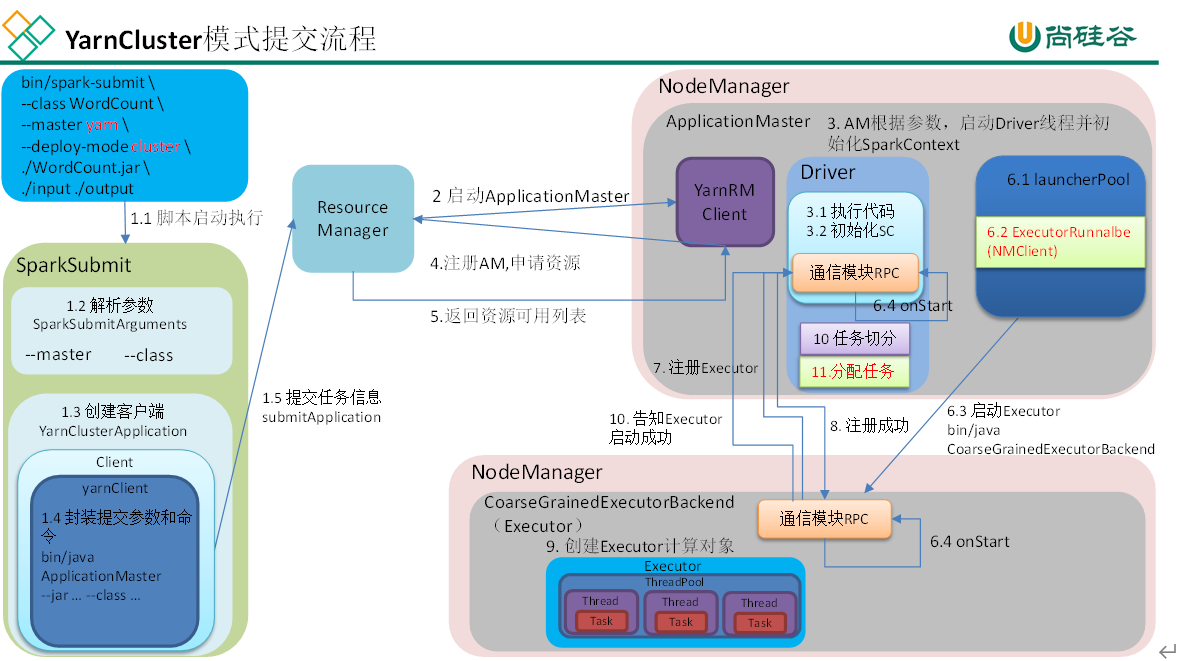 YarnCluster模式提交流程
尚硅谷
bin/spark-submit \
--class WordCount \
--master yarn \
--deploy-mode cluster \
./WordCount.jar \
./input ./output
1.1 脚本启动执行
SparkSubmit
1.2 解析参数
SparkSubmitArguments
--master --class
1.3 创建客户端
YarnClusterApplication
Client
yarnClient
1.4 封装提交参数和命
令
bin/java
ApplicationMaster
--jar ... --class ...
1.5 提交任务信息
submitApplication
Resource
Manager
2 启动ApplicationMaster
4.注册AM,申请资源
5.返回资源可用列表
NodeManager
ApplicationMaster
3. AM根据参数，启动Driver线程并初
始化SparkContext
YarnRM
Client
Driver
3.1 执行代码
3.2 初始化SC
通信模块RPC
6.4 onStart
10 任务切分
11.分配任务
6.1 launcherPool
6.2 ExecutorRunnalbe
(NMClient)
7. 注册Executor
10. 告知Executor
启动成功
8. 注册成功
6.3 启动Executor
bin/java
CoarseGrainedExecutorBackend
NodeManager
CoarseGrainedExecutorBackend
（Executor）
通信模块RPC
6.4 onStart
9. 创建Executor计算对象
Executor
ThreadPool
Thread
Task
Thread
Task
Thread
Task